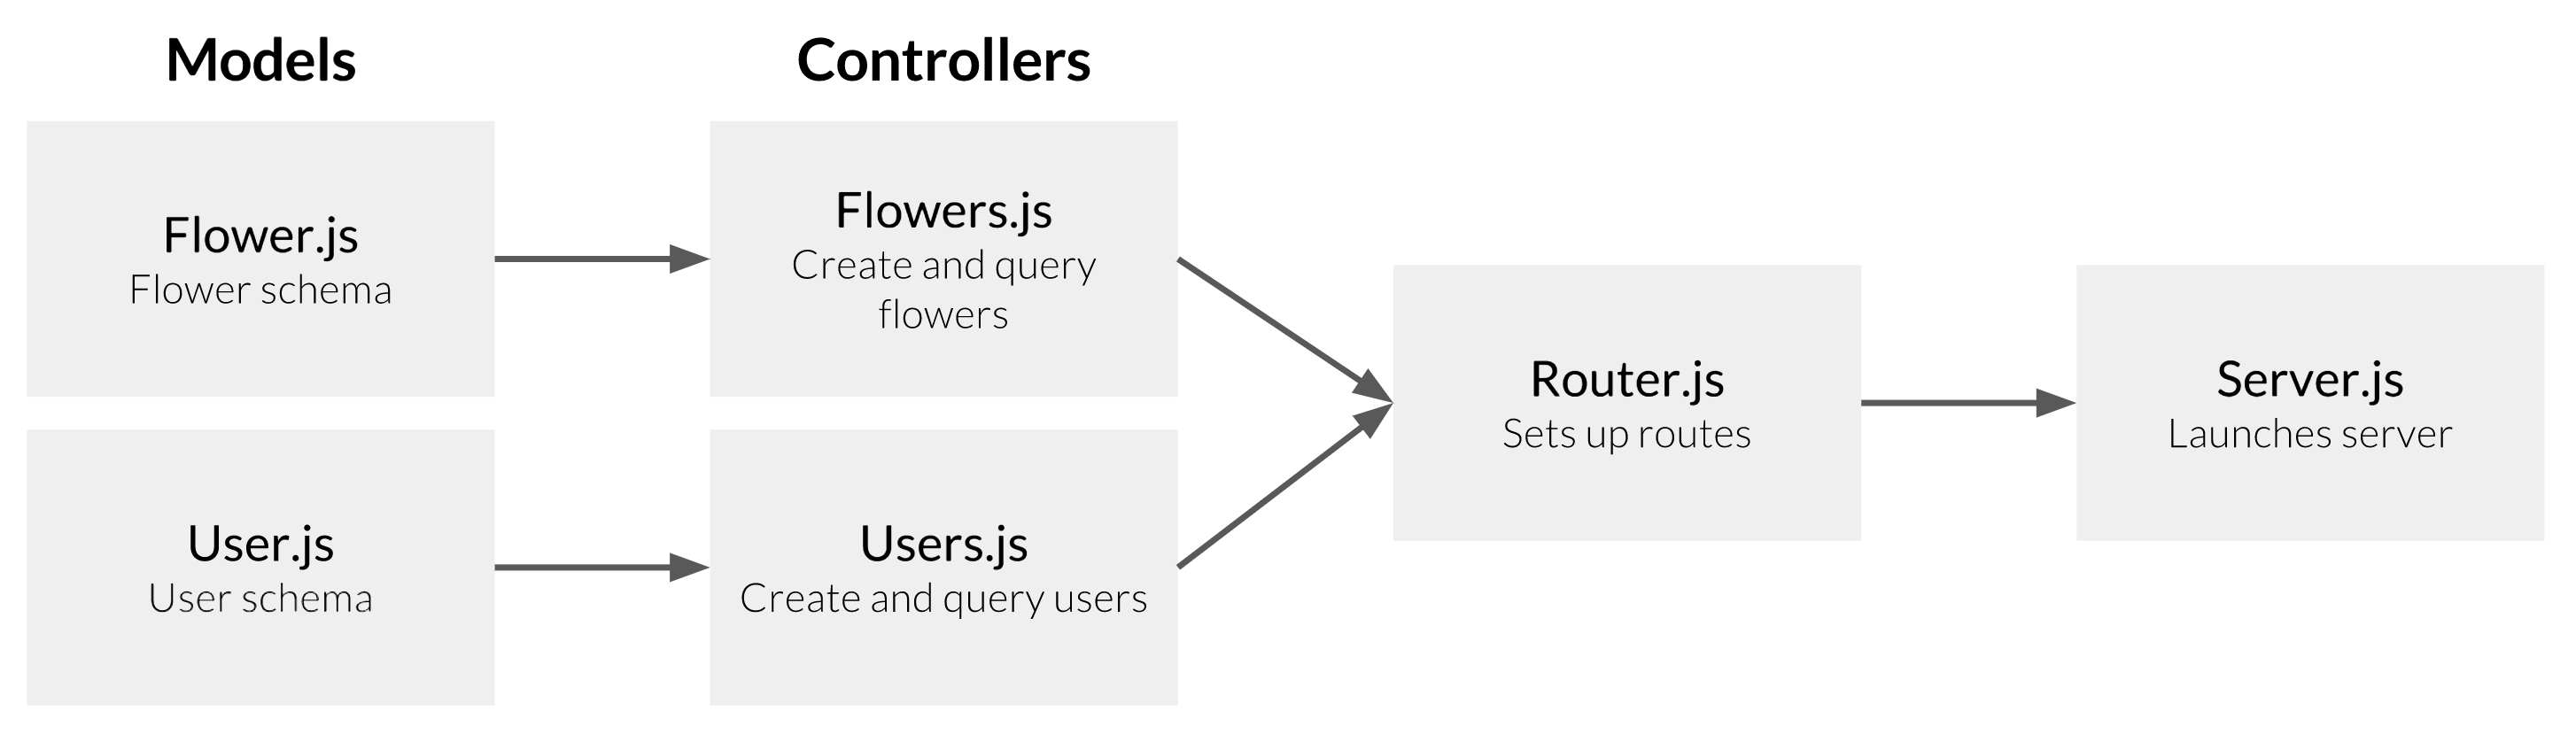 Models
Controllers
Flower.js
Flower schema
Flowers.js
Create and query
flowers
User.js
User schema
Users.js
Create and query users
Router.js
Sets up routes
Server.js
Launches server